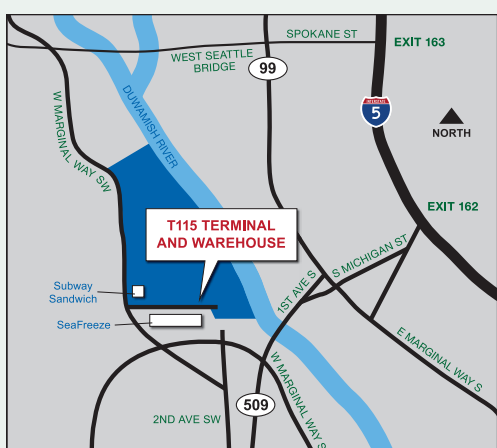 SPOKANE ST
EXIT 163
WEST SEATTLE
BRIDGE
99
W MARGINAL WAY SW
DUWAMISH RIVER
INTERSTATE
5
NORTH
EXIT 162
T115 TERMINAL
AND WAREHOUSE
S MICHIGAN ST
1ST AVE S
Subway
Sandwich
SeaFreeze
E MARGINAL WAY S
W MARGINAL WAY S
509
2ND AVE SW